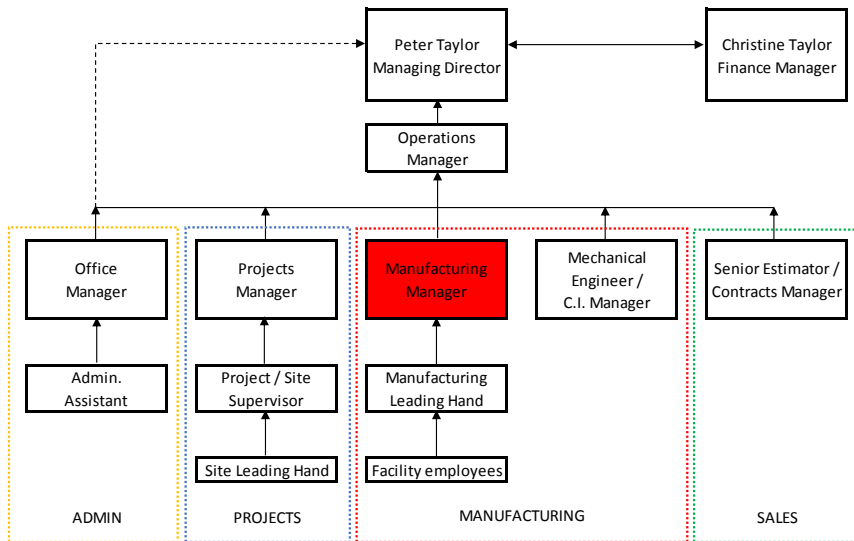 Peter Taylor
Managing Director
Christine Taylor
Finance Manager
Operations
Manager
Office
Manager
Projects
Manager
Manufacturing
Manager
Mechanical
Engineer /
C.I. Manager
Senior Estimator /
Contracts Manager
Admin.
Assistant
Project / Site
Supervisor
Manufacturing
Leading Hand
Site Leading Hand
Facility employees
ADMIN
PROJECTS
MANUFACTURING
SALES